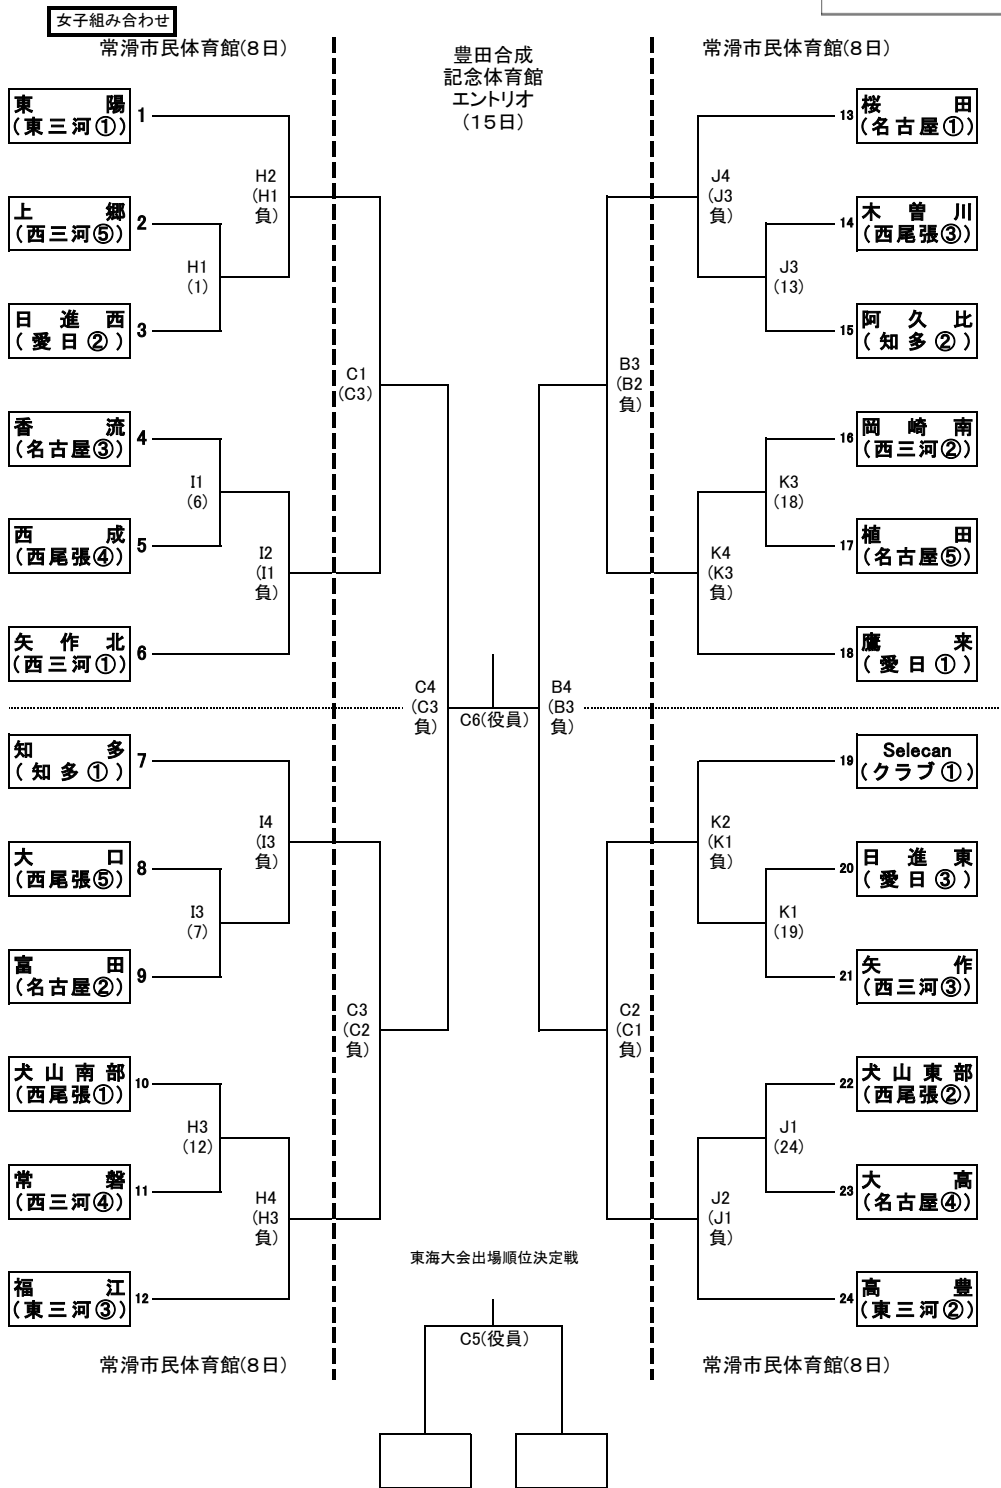 女子組み合わせ
常滑市民体育館(8日)
豊田合成
記念体育館
エントリオ
(15日)
常滑市民体育館(8日)
東陽
(東三河①)
1
上郷
(西三河⑤)
2
日進西
(愛日②)
3
香流
(名古屋③)
4
西成
(西尾張④)
5
矢作北
(西三河①)
6
知多
(知多①)
7
大口
(西尾張⑤)
8
富田
(名古屋②)
9
犬山南部
(西尾張①)
10
常磐
(西三河④)
11
福江
(東三河③)
12
H2
(H1
負)
H1
(1)
I1
(6)
I2
(I1
負)
I4
(I3
負)
I3
(7)
H3
(12)
H4
(H3
負)
C1
(C3)
C3
(C2
負)
C4
(C3
負)
C6(役員)
B4
(B3
負)
B3
(B2
負)
C2
(C1
負)
J4
(J3
負)
J3
(13)
K3
(18)
K4
(K3
負)
K2
(K1
負)
K1
(19)
J1
(24)
J2
(J1
負)
13
桜田
(名古屋①)
14
木曽川
(西尾張③)
15
阿久比
(知多②)
16
岡崎南
(西三河②)
17
植田
(名古屋⑤)
18
鷹来
(愛日①)
19
Selecan
(クラブ①)
20
日進東
(愛日③)
21
矢作
(西三河③)
22
犬山東部
(西尾張②)
23
大高
(名古屋④)
24
高豊
(東三河②)
東海大会出場順位決定戦
C5(役員)
常滑市民体育館(8日)
常滑市民体育館(8日)